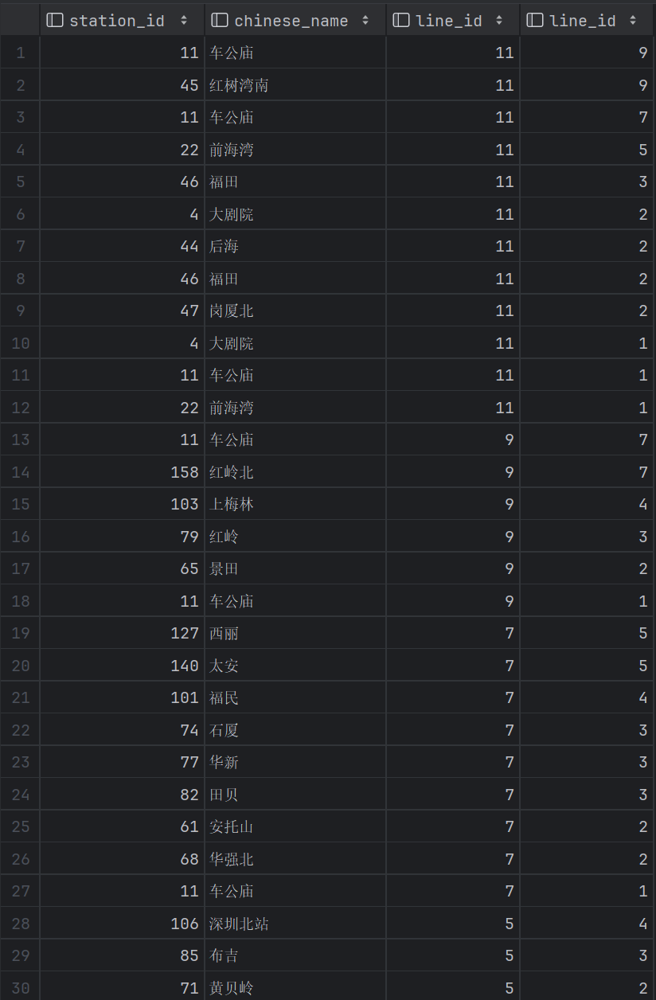 station_id chinese_name line_id line_id
1 11 车公庙 11 9
2 45 红树湾南 11 9
3 11 车公庙 11 7
4 22 前海湾 11 5
5 46 福田 11 3
6 4 大剧院 11 2
7 44 后海 11 2
8 46 福田 11 2
9 47 岗厦北 11 2
10 4 大剧院 11 1
11 11 车公庙 11 1
12 22 前海湾 11 1
13 11 车公庙 9 7
14 158 红岭北 9 7
15 103 上梅林 9 4
16 79 红岭 9 3
17 65 景田 9 2
18 11 车公庙 9 1
19 127 西丽 7 5
20 140 太安 7 5
21 101 福民 7 4
22 74 石厦 7 3
23 77 华新 7 3
24 82 田贝 7 3
25 61 安托山 7 2
26 68 华强北 7 2
27 11 车公庙 7 1
28 106 深圳北站 5 4
29 85 布吉 5 3
30 71 黄贝岭 5 2